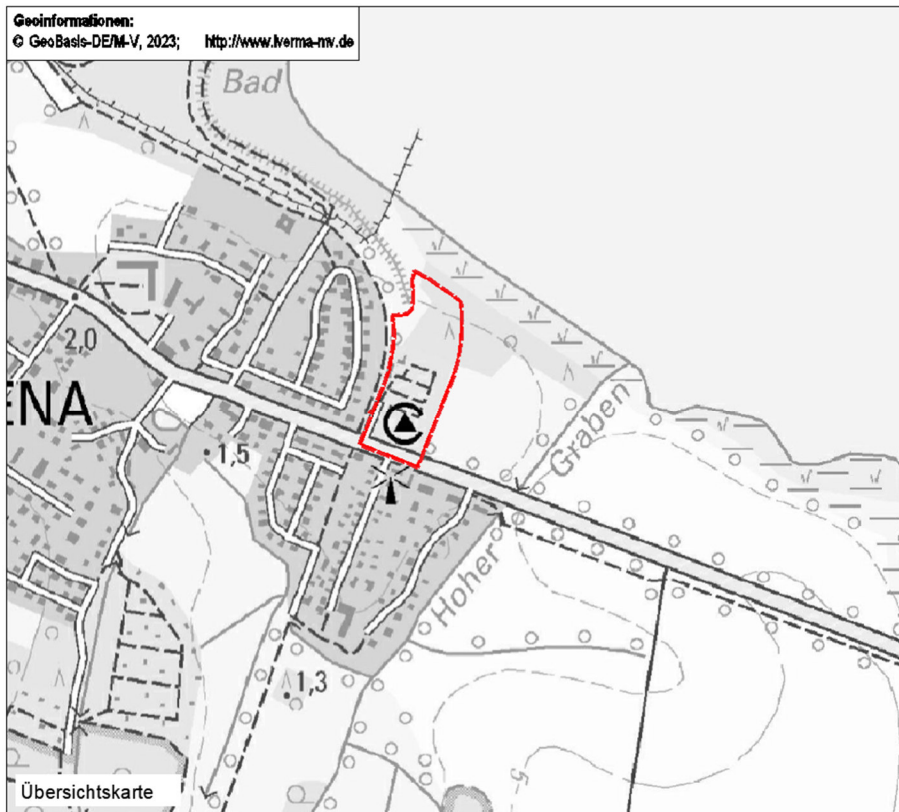 Geoinformationen:
© GeoBasis-DE/M-V, 2023; http://www.lverma-mv.de
Bad
2,0
ENA
1,5
Graben
Hoher
1,3
5
Übersichtskarte